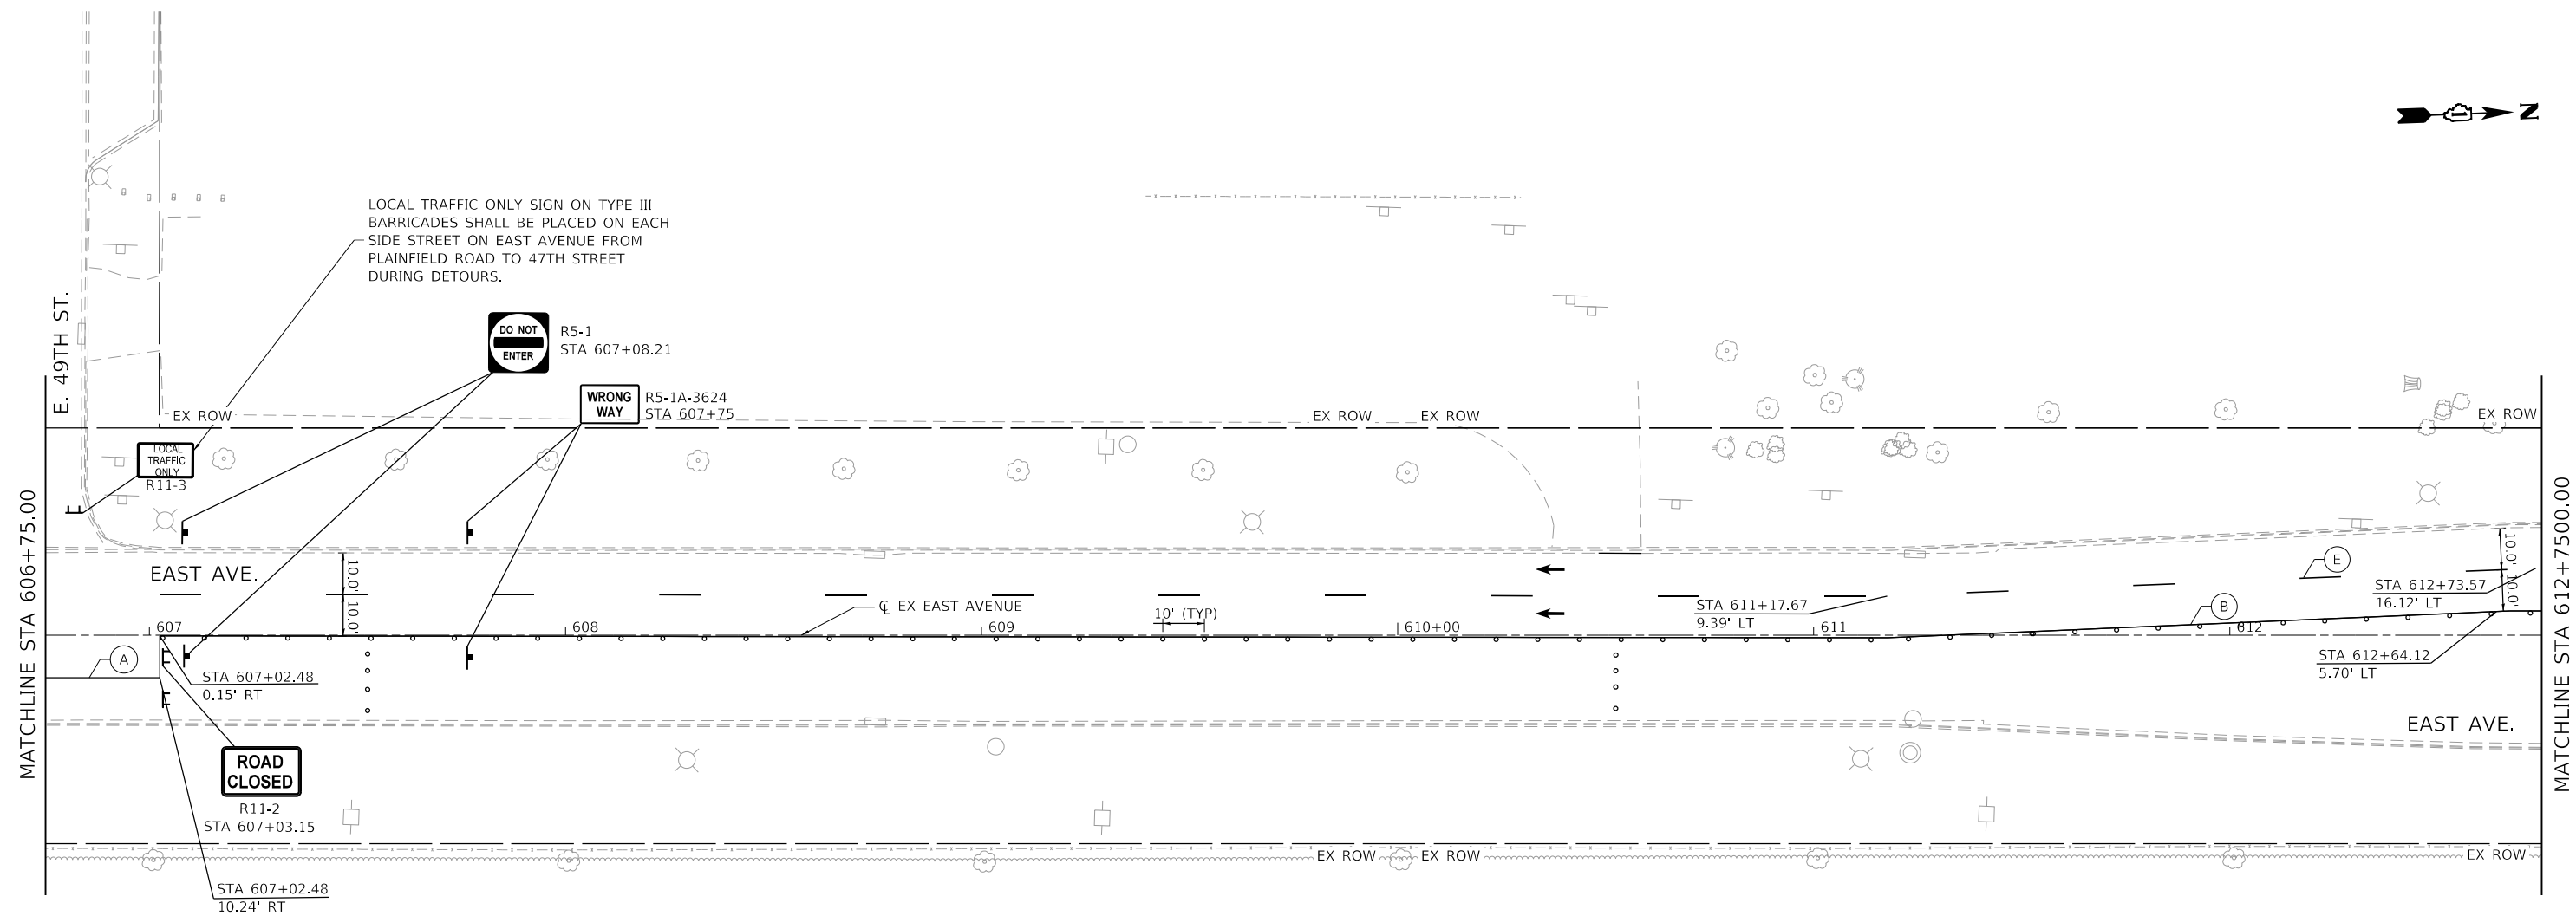 N
LOCAL TRAFFIC ONLY SIGN ON TYPE III
BARRICADES SHALL BE PLACED ON EACH
SIDE STREET ON EAST AVENUE FROM
PLAINFIELD ROAD TO 47TH STREET
DURING DETOURS.
E. 49TH ST.
DO NOT
ENTER
R5-1
STA 607+08.21
WRONG
WAY
R5-1A-3624
STA 607+75
EX ROW
EX ROW
EX ROW
EX ROW
LOCAL
TRAFFIC
ONLY
R11-3
MATCHLINE STA 606+75.00
MATCHLINE STA 612+7500.00
EAST AVE.
10.0'
10.0'
℄ EX EAST AVENUE
10' (TYP)
STA 611+17.67
9.39' LT
E
B
STA 612+73.57
16.12' LT
10.0'
10.0'
607
608
609
610+00
611
612
A
STA 607+02.48
0.15' RT
STA 612+64.12
5.70' LT
EAST AVE.
ROAD
CLOSED
R11-2
STA 607+03.15
EX ROW
EX ROW
EX ROW
STA 607+02.48
10.24' RT